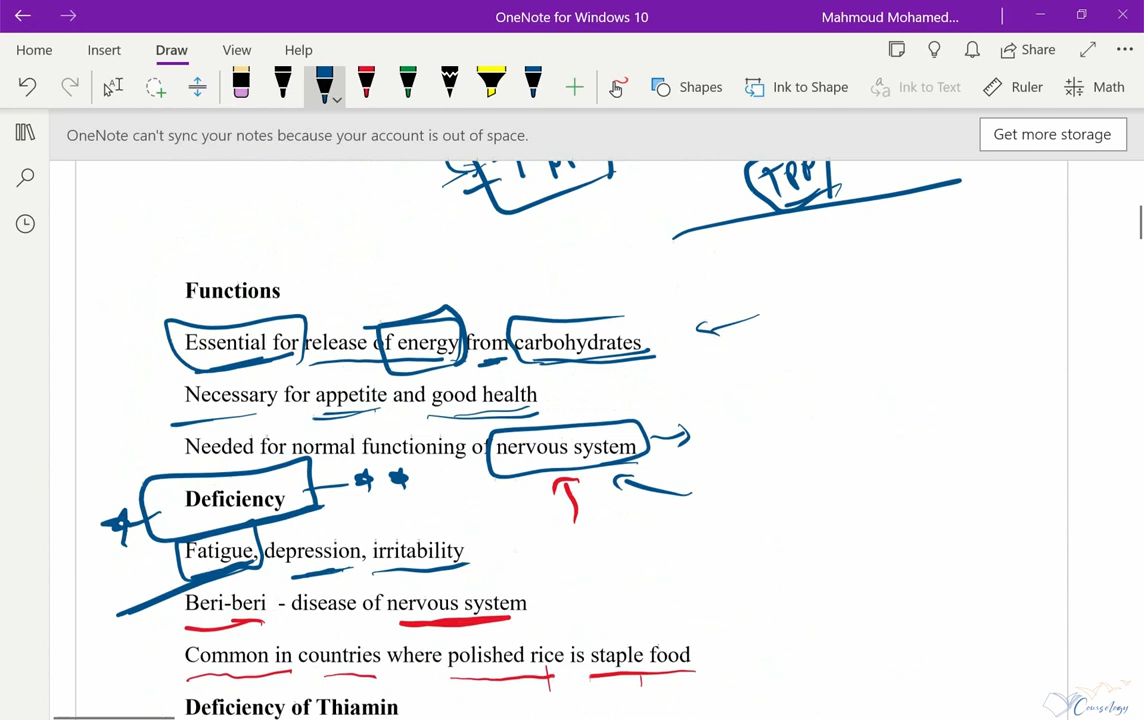 OneNote for Windows 10
Mahmoud Mohamed...
Home Insert Draw View Help
Share
Shapes Ink to Shape Ink to Text Ruler Math
OneNote can't sync your notes because your account is out of space.
Get more storage
TPP
Functions
Essential for release of energy from carbohydrates
Necessary for appetite and good health
Needed for normal functioning of nervous system
Deficiency
Fatigue, depression, irritability
Beri-beri - disease of nervous system
Common in countries where polished rice is staple food
Deficiency of Thiamin
Courology